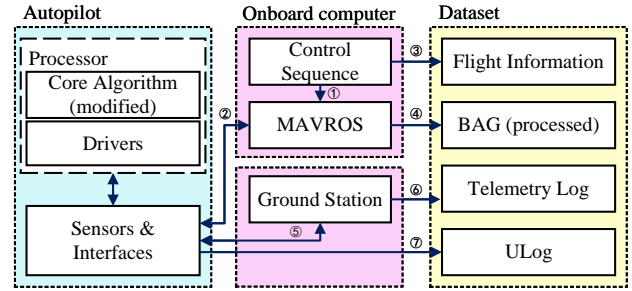 Autopilot
Onboard computer
Dataset
Processor
Core Algorithm
(modified)
Drivers
Sensors &
Interfaces
Control
Sequence
①
②
MAVROS
Ground Station
⑤
③
Flight Information
④
BAG (processed)
⑥
Telemetry Log
⑦
ULog